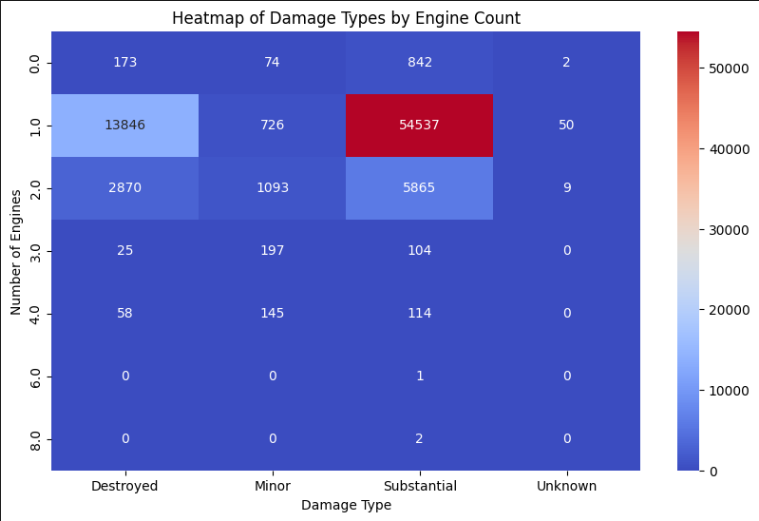 Heatmap of Damage Types by Engine Count
Number of Engines
0.0 173 74 842 2
1.0 13846 726 54537 50
2.0 2870 1093 5865 9
3.0 25 197 104 0
4.0 58 145 114 0
6.0 0 0 1 0
8.0 0 0 2 0
Destroyed Minor Substantial Unknown
Damage Type
50000
40000
30000
20000
10000
0